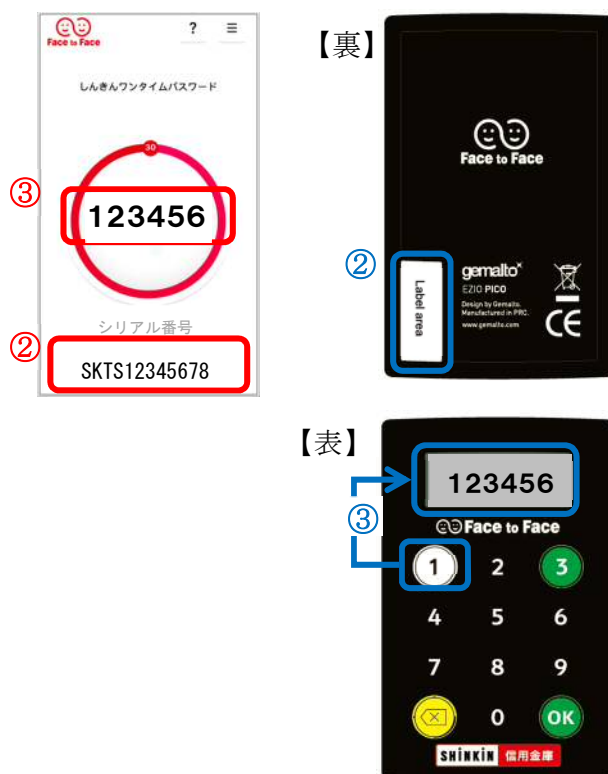 Face to Face
? ≡
しんきんワンタイムパスワード
30
③
123456
シリアル番号
②
SKTS12345678
【裏】
Face to Face
②
Label area
gemalto×
EZIO PICO
Design by Gemalto.
Manufactured in PRC.
www.gemalto.com
CE
【表】
123456
③
Face to Face
1 2 3
4 5 6
7 8 9
0 OK
SHiNKiN 信用金庫